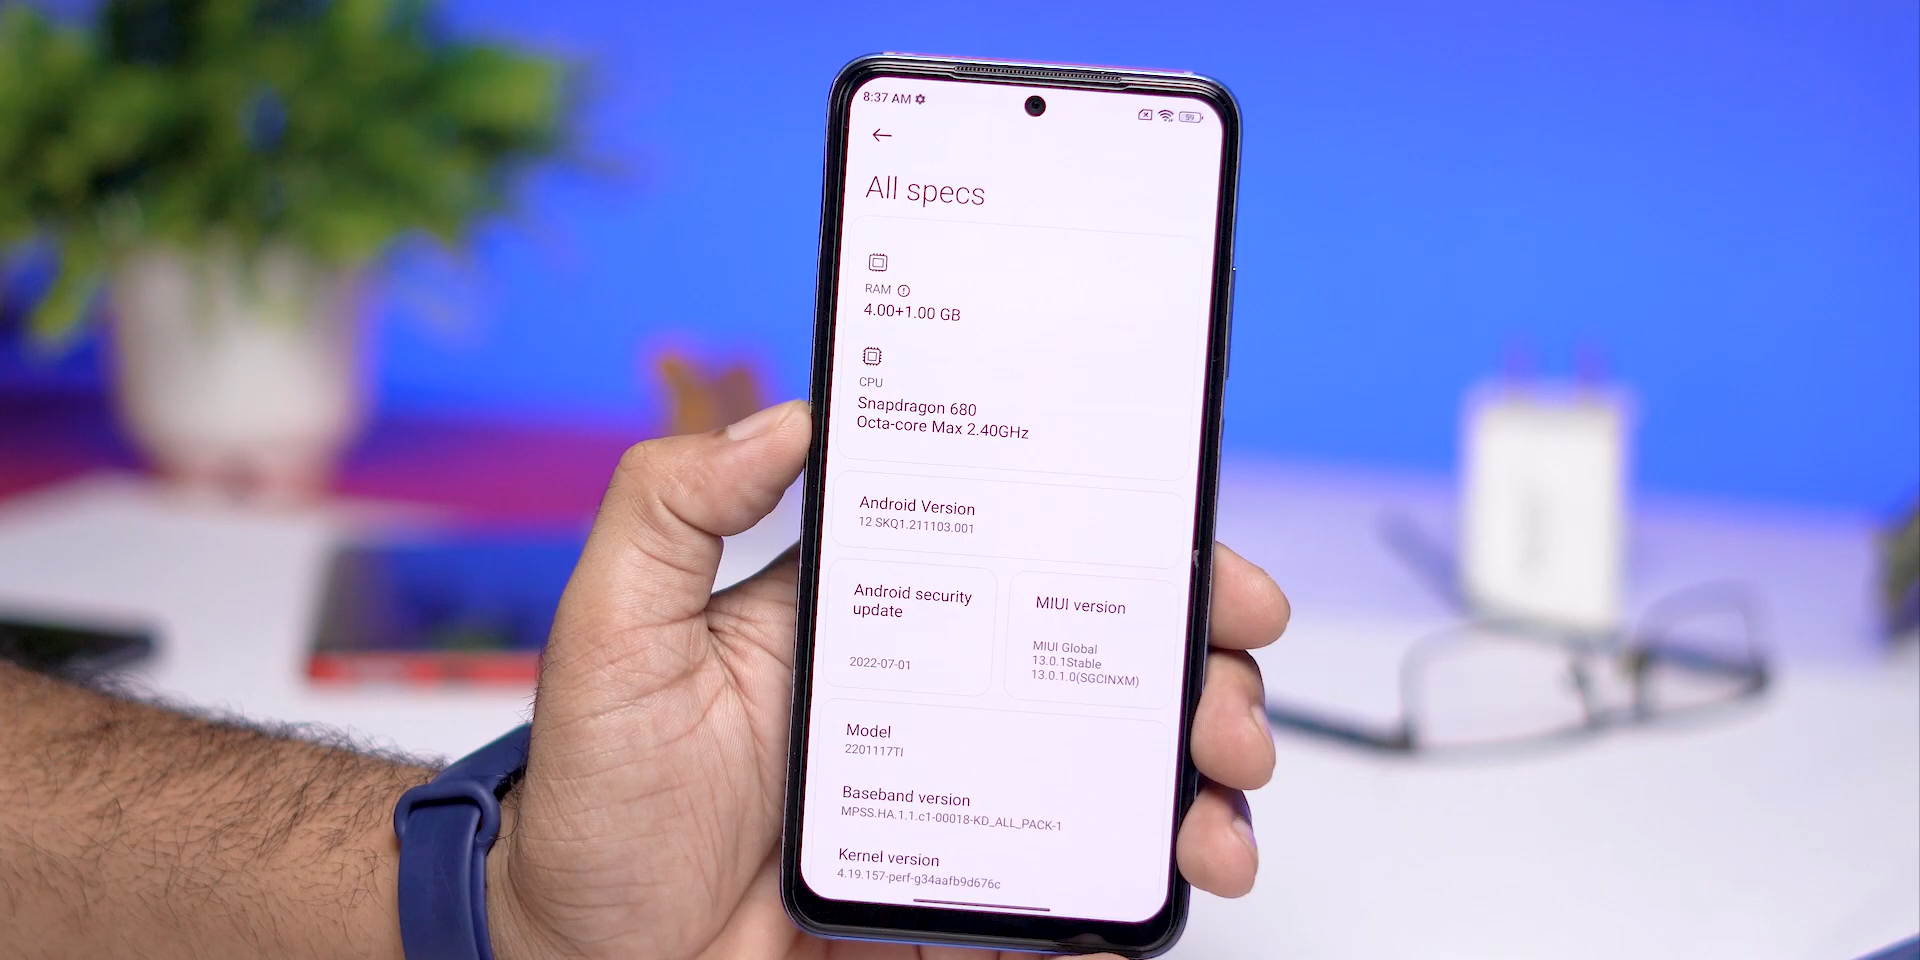 8:37 AM
59
All specs
RAM
4.00+1.00 GB
CPU
Snapdragon 680
Octa-core Max 2.40GHz
Android Version
12 SKQ1.211103.001
Android security
update
2022-07-01
MIUI version
MIUI Global
13.0.1Stable
13.0.1.0(SGCINXM)
Model
2201117TI
Baseband version
MPSS.HA.1.1.c1-00018-KD_ALL_PACK-1
Kernel version
4.19.157-perf-g34aafb9d676c